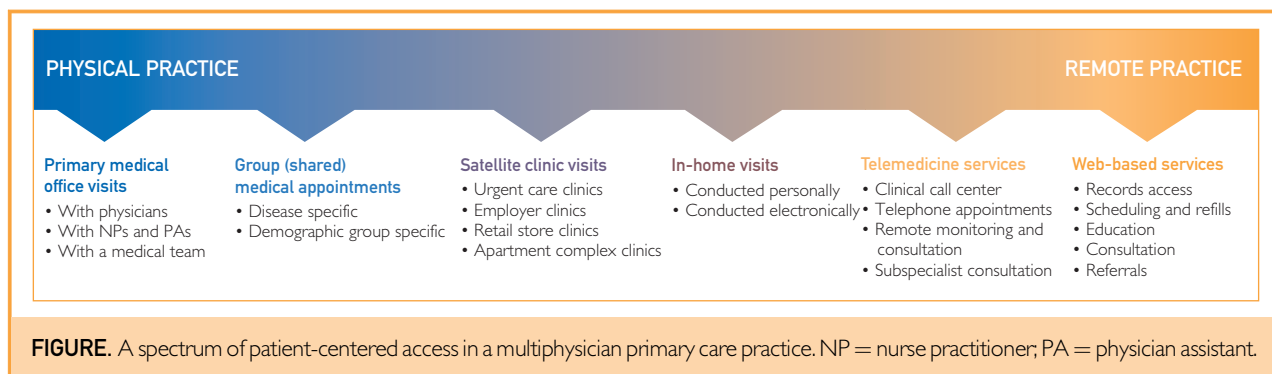 PHYSICAL PRACTICE
REMOTE PRACTICE
Primary medical
office visits
• With physicians
• With NPs and PAs
• With a medical team
Group (shared)
medical appointments
• Disease specific
• Demographic group specific
Satellite clinic visits
• Urgent care clinics
• Employer clinics
• Retail store clinics
• Apartment complex clinics
In-home visits
• Conducted personally
• Conducted electronically
Telemedicine services
• Clinical call center
• Telephone appointments
• Remote monitoring and
consultation
• Subspecialist consultation
Web-based services
• Records access
• Scheduling and refills
• Education
• Consultation
• Referrals
FIGURE. A spectrum of patient-centered access in a multiphysician primary care practice. NP = nurse practitioner; PA = physician assistant.